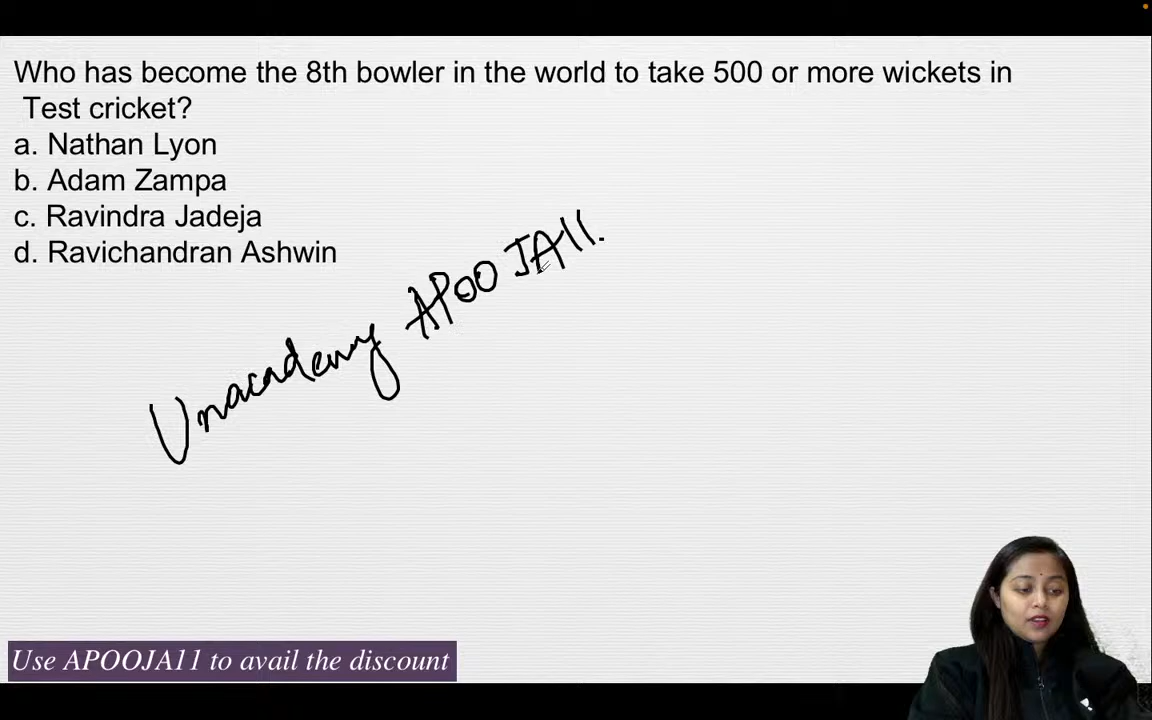 Who has become the 8th bowler in the world to take 500 or more wickets in
Test cricket?
a. Nathan Lyon
b. Adam Zampa
c. Ravindra Jadeja
d. Ravichandran Ashwin
Unacademy APOOJA11.
Use APOOJA11 to avail the discount